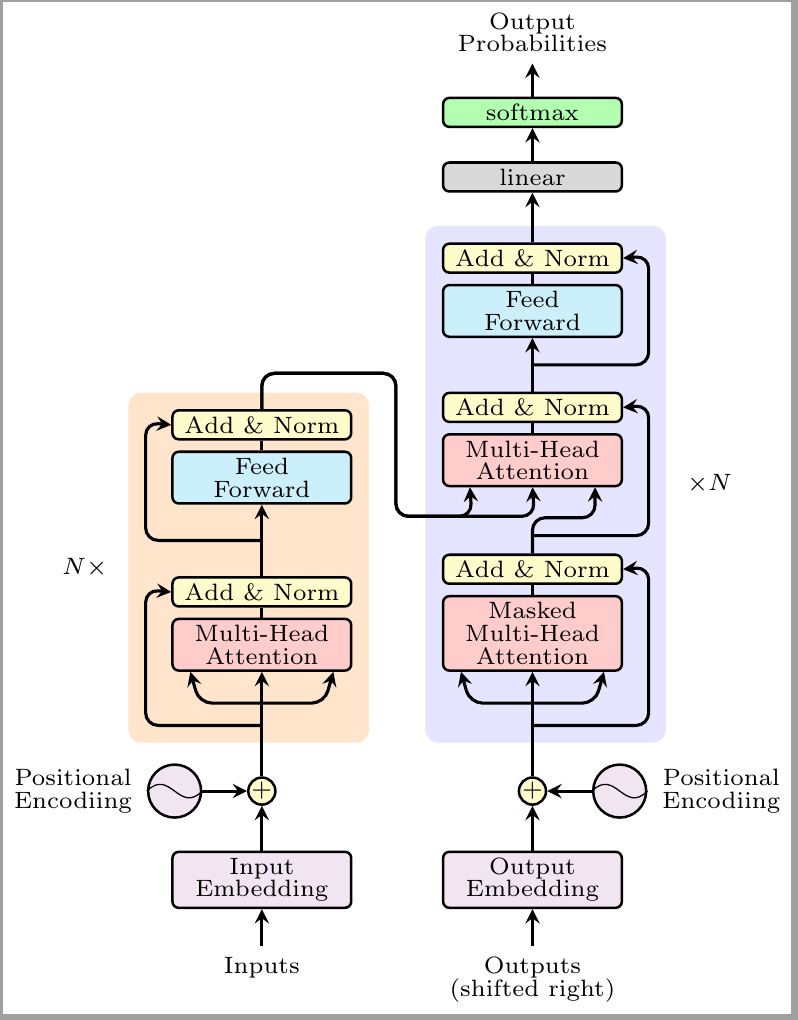 Output
Probabilities
softmax
linear
Add & Norm
Feed
Forward
Add & Norm
Multi-Head
Attention
×N
Add & Norm
Masked
Multi-Head
Attention
Add & Norm
Feed
Forward
N×
Add & Norm
Multi-Head
Attention
Positional
Encodiing
+
+
Positional
Encodiing
Input
Embedding
Output
Embedding
Inputs
Outputs
(shifted right)